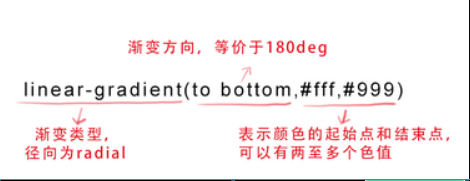 渐变方向，等价于180deg
linear-gradient(to bottom,#fff,#999)
渐变类型，
径向为radial
表示颜色的起始点和结束点，
可以有两至多个色值